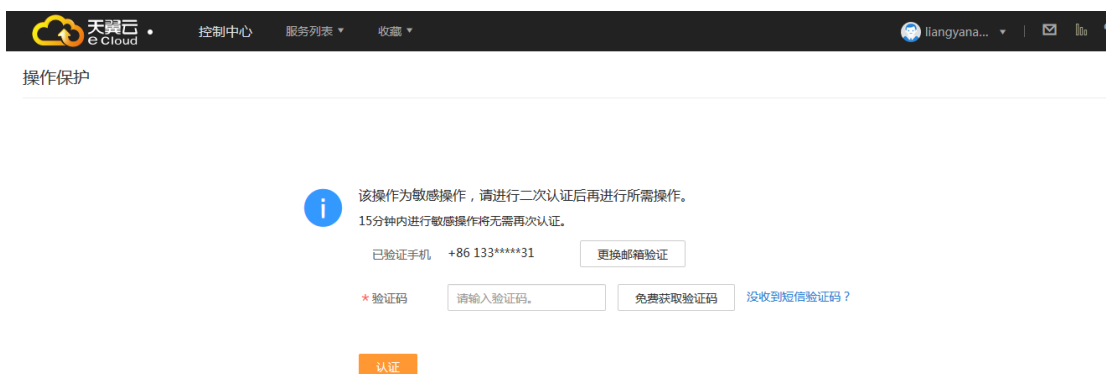 天翼云
e Cloud
控制中心 服务列表 收藏 liangyana...
操作保护
该操作为敏感操作，请进行二次认证后再进行所需操作。
15分钟内进行敏感操作将无需再次认证。
已验证手机 +86 133*****31 更换邮箱验证
*验证码 请输入验证码。 免费获取验证码 没收到短信验证码？
认证